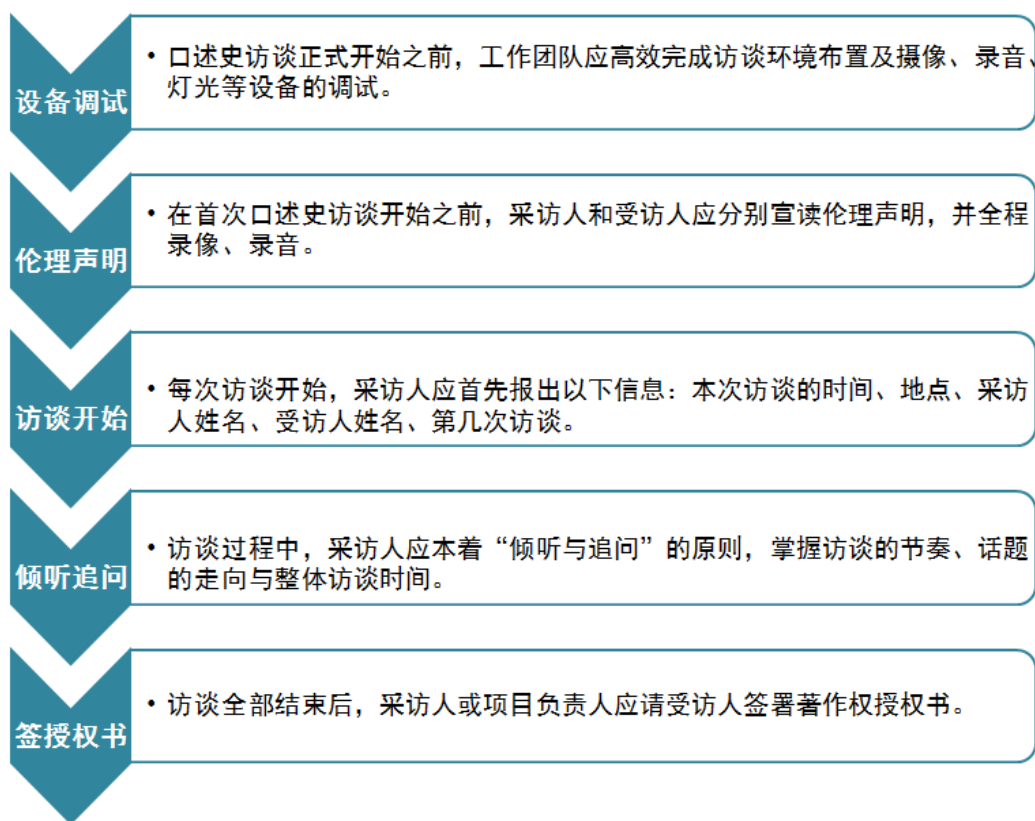 设备调试
• 口述史访谈正式开始之前，工作团队应高效完成访谈环境布置及摄像、录音、
灯光等设备的调试。
伦理声明
• 在首次口述史访谈开始之前，采访人和受访人应分别宣读伦理声明，并全程
录像、录音。
访谈开始
• 每次访谈开始，采访人应首先报出以下信息：本次访谈的时间、地点、采访
人姓名、受访人姓名、第几次访谈。
倾听追问
• 访谈过程中，采访人应本着“倾听与追问”的原则，掌握访谈的节奏、话题
的走向与整体访谈时间。
签授权书
• 访谈全部结束后，采访人或项目负责人应请受访人签署著作权授权书。